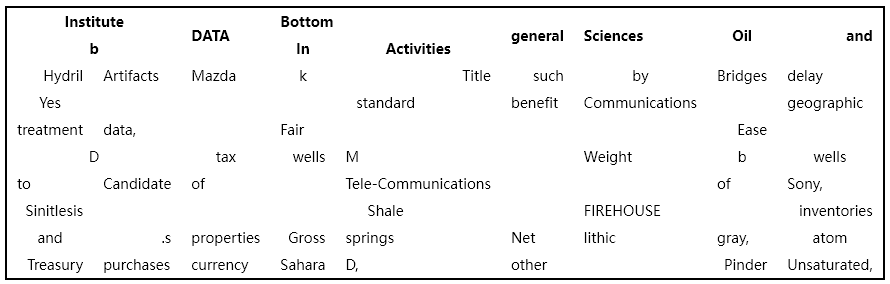 Institute Bottom
DATA general Sciences Oil and
b In Activities
Hydril Artifacts Mazda k Title such by Bridges delay
Yes standard benefit Communications geographic
treatment data, Fair Ease
D tax wells M Weight b wells
to Candidate of Tele-Communications of Sony,
Sinitlesis Shale FIREHOUSE inventories
and .s properties Gross springs Net lithic gray, atom
Treasury purchases currency Sahara D, other Pinder Unsaturated,